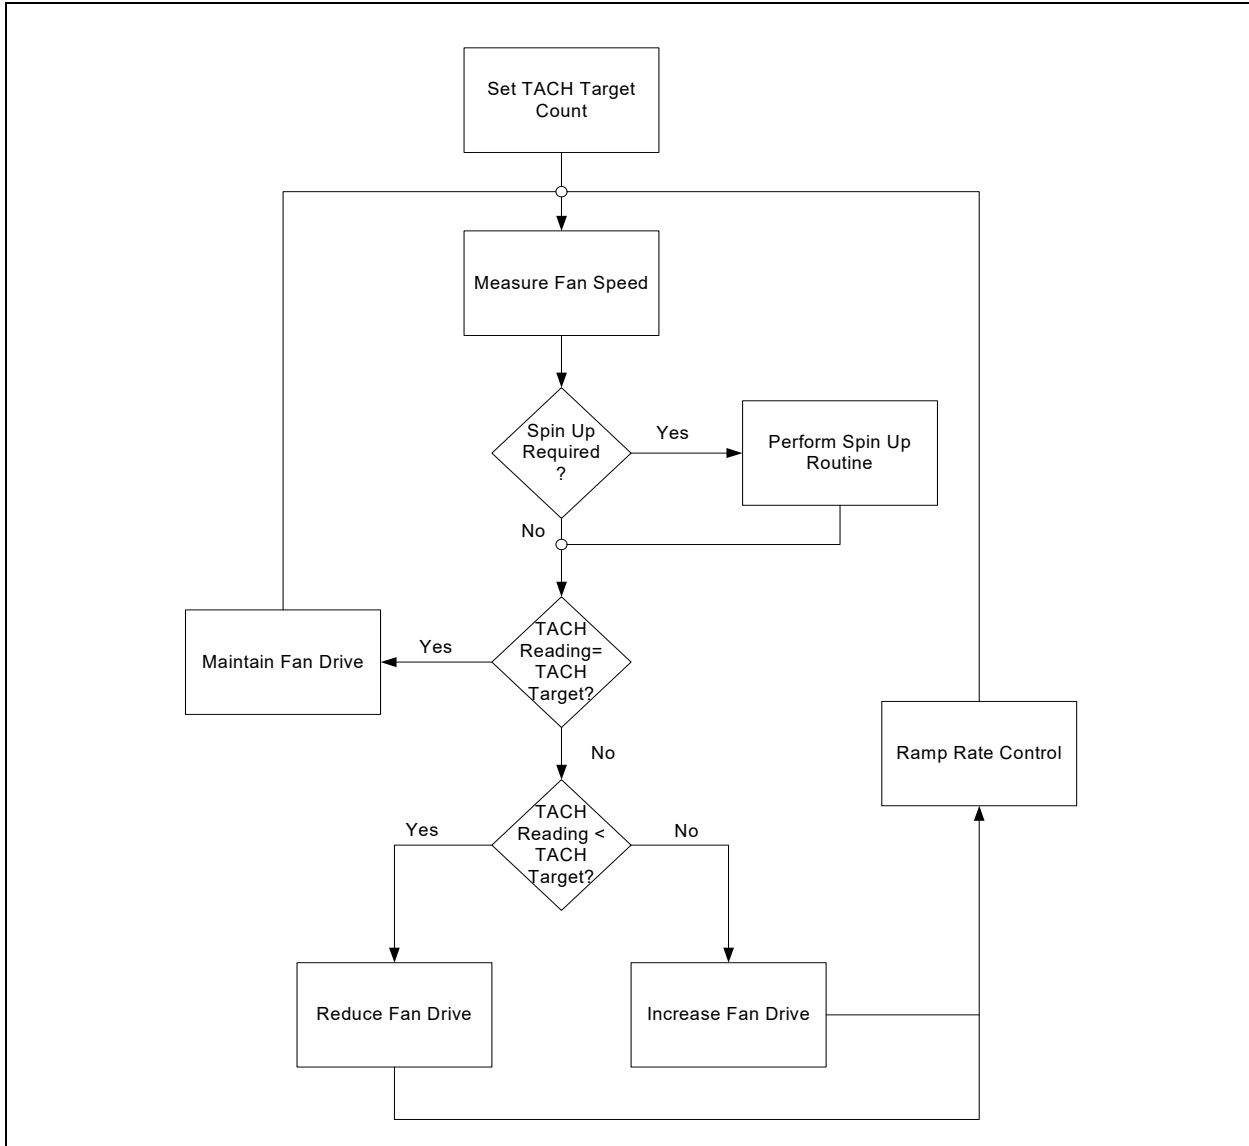 Set TACH Target
Count
Measure Fan Speed
Spin Up
Required
?
Yes
Perform Spin Up
Routine
No
TACH
Reading=
TACH
Target?
Yes
Maintain Fan Drive
No
Ramp Rate Control
TACH
Reading <
TACH
Target?
Yes
No
Reduce Fan Drive
Increase Fan Drive